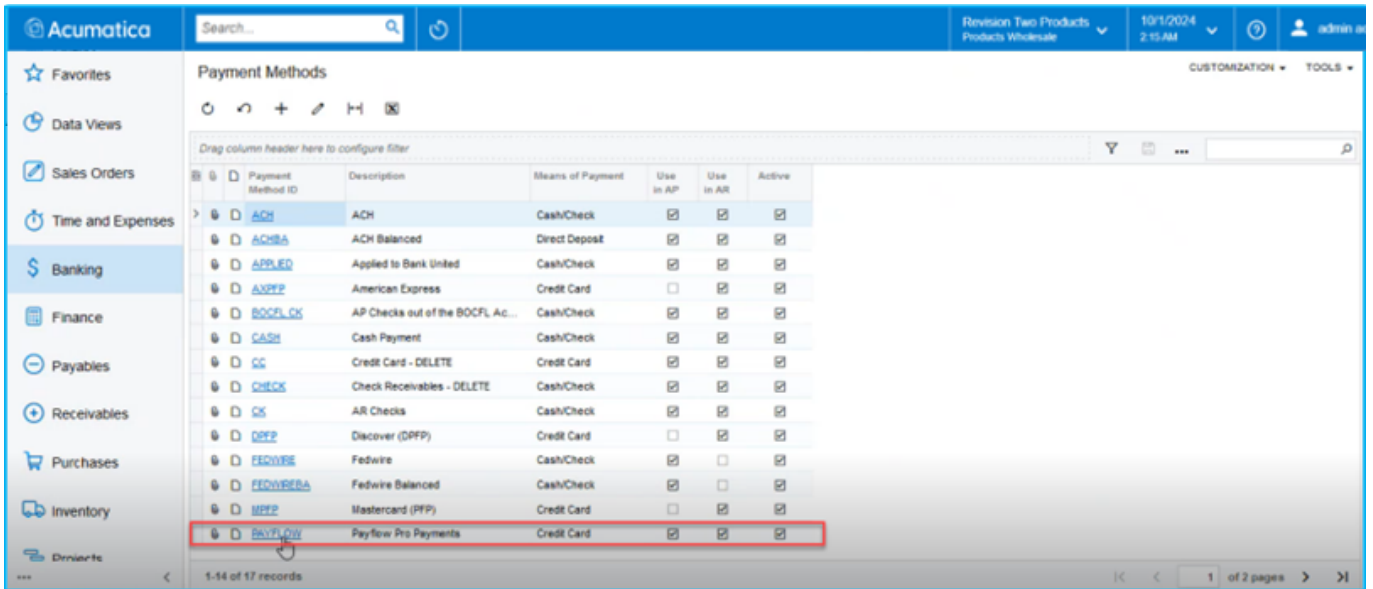 Acumatica
Search...
Revision Two Products
Products Wholesale
10/1/2024
2:15 AM
admin
Favorites
Data Views
Sales Orders
Time and Expenses
Banking
Finance
Payables
Receivables
Purchases
Inventory
Projects
Payment Methods
CUSTOMIZATION
TOOLS
Drag column header here to configure filter
Payment Method ID Description Means of Payment Use in AP Use in AR Active
ACH ACH Cash/Check
ACHBA ACH Balanced Direct Deposit
APPLIED Applied to Bank United Cash/Check
AXPFP American Express Credit Card
BOCFL CK AP Checks out of the BOCFL Ac... Cash/Check
CASH Cash Payment Cash/Check
CC Credit Card - DELETE Credit Card
CHECK Check Receivables - DELETE Cash/Check
CK AR Checks Cash/Check
DPFP Discover (DPFP) Credit Card
FEDWIRE Fedwire Cash/Check
FEDWIREBA Fedwire Balanced Cash/Check
MPFP Mastercard (PFP) Credit Card
PAYFLOW Payflow Pro Payments Credit Card
1-14 of 17 records
1 of 2 pages